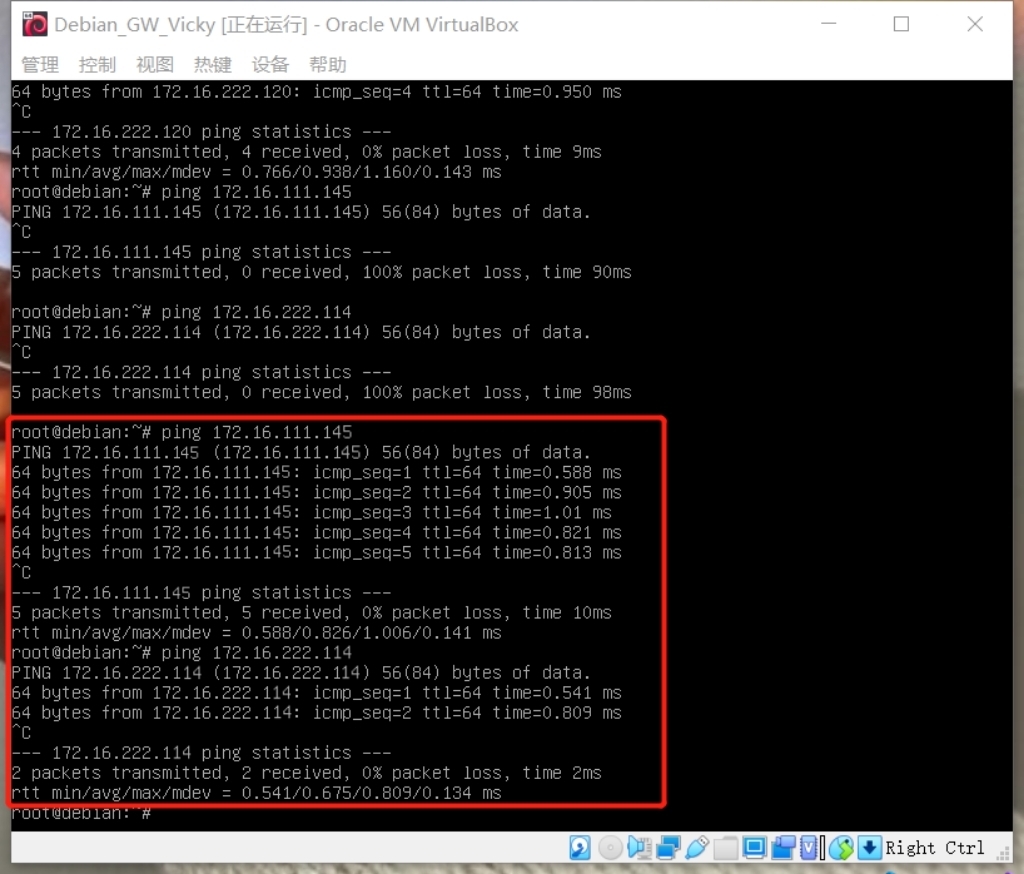 Debian_GW_Vicky [正在运行] - Oracle VM VirtualBox
管理 控制 视图 热键 设备 帮助
64 bytes from 172.16.222.120: icmp_seq=4 ttl=64 time=0.950 ms
^C
--- 172.16.222.120 ping statistics ---
4 packets transmitted, 4 received, 0% packet loss, time 9ms
rtt min/avg/max/mdev = 0.766/0.938/1.160/0.143 ms
root@debian:~# ping 172.16.111.145
PING 172.16.111.145 (172.16.111.145) 56(84) bytes of data.
^C
--- 172.16.111.145 ping statistics ---
5 packets transmitted, 0 received, 100% packet loss, time 90ms
root@debian:~# ping 172.16.222.114
PING 172.16.222.114 (172.16.222.114) 56(84) bytes of data.
^C
--- 172.16.222.114 ping statistics ---
5 packets transmitted, 0 received, 100% packet loss, time 98ms
root@debian:~# ping 172.16.111.145
PING 172.16.111.145 (172.16.111.145) 56(84) bytes of data.
64 bytes from 172.16.111.145: icmp_seq=1 ttl=64 time=0.588 ms
64 bytes from 172.16.111.145: icmp_seq=2 ttl=64 time=0.905 ms
64 bytes from 172.16.111.145: icmp_seq=3 ttl=64 time=1.01 ms
64 bytes from 172.16.111.145: icmp_seq=4 ttl=64 time=0.821 ms
64 bytes from 172.16.111.145: icmp_seq=5 ttl=64 time=0.813 ms
^C
--- 172.16.111.145 ping statistics ---
5 packets transmitted, 5 received, 0% packet loss, time 10ms
rtt min/avg/max/mdev = 0.588/0.826/1.006/0.141 ms
root@debian:~# ping 172.16.222.114
PING 172.16.222.114 (172.16.222.114) 56(84) bytes of data.
64 bytes from 172.16.222.114: icmp_seq=1 ttl=64 time=0.541 ms
64 bytes from 172.16.222.114: icmp_seq=2 ttl=64 time=0.809 ms
^C
--- 172.16.222.114 ping statistics ---
2 packets transmitted, 2 received, 0% packet loss, time 2ms
rtt min/avg/max/mdev = 0.541/0.675/0.809/0.134 ms
root@debian:~#
Right Ctrl